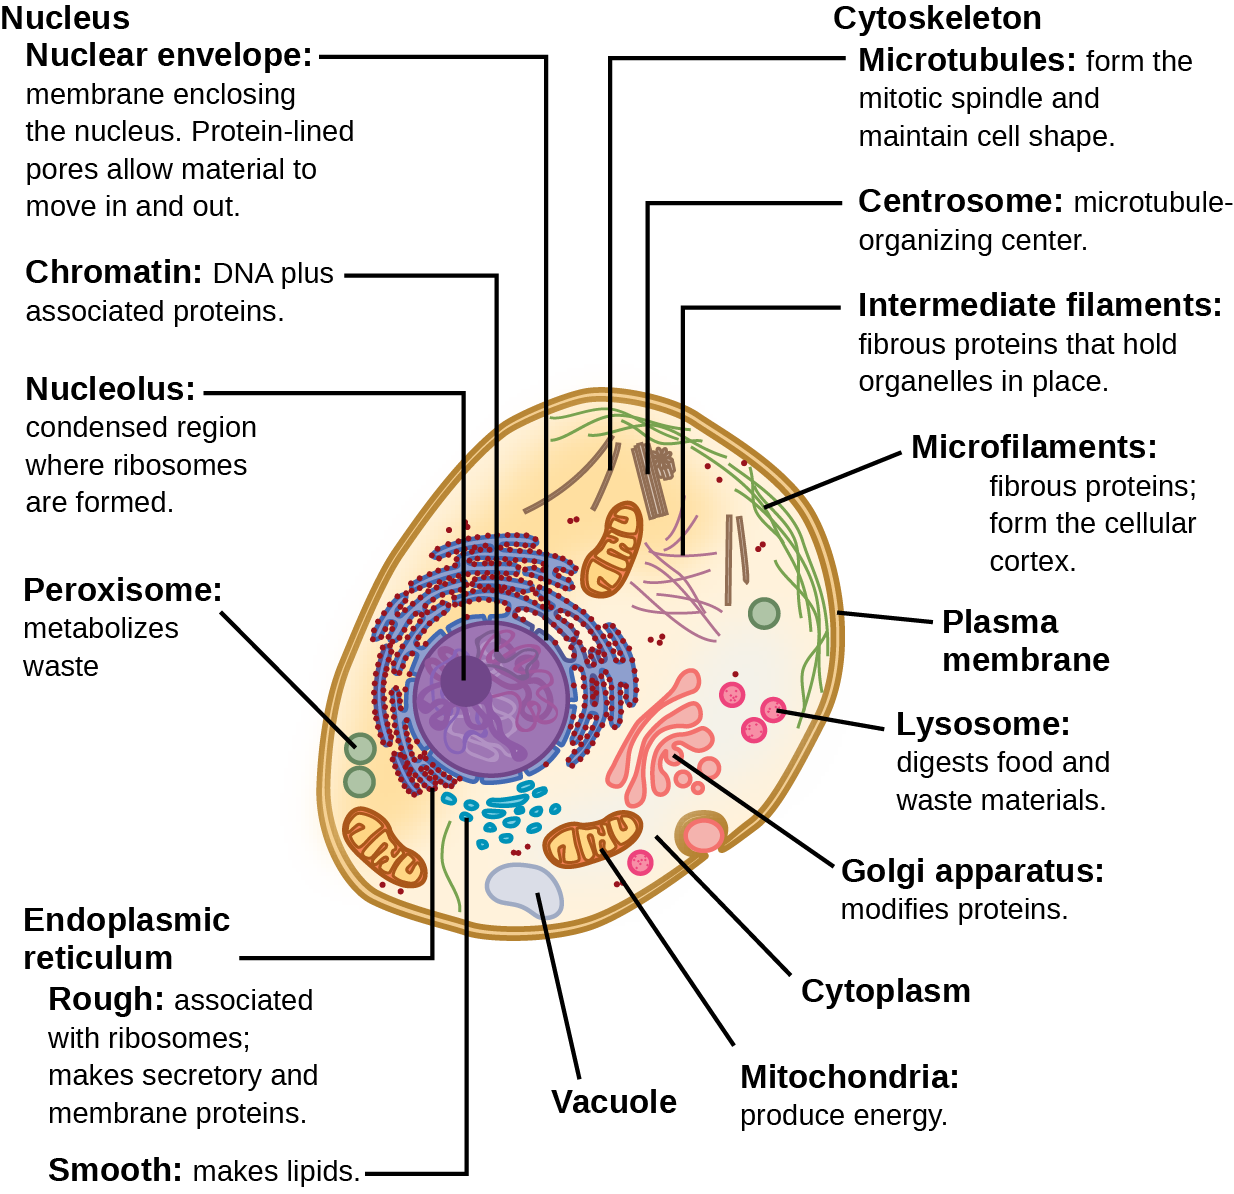 Nucleus
Nuclear envelope:
membrane enclosing
the nucleus. Protein-lined
pores allow material to
move in and out.
Chromatin: DNA plus
associated proteins.
Nucleolus:
condensed region
where ribosomes
are formed.
Peroxisome:
metabolizes
waste
Endoplasmic
reticulum
Rough: associated
with ribosomes;
makes secretory and
membrane proteins.
Smooth: makes lipids.
Cytoskeleton
Microtubules: form the
mitotic spindle and
maintain cell shape.
Centrosome: microtubule-
organizing center.
Intermediate filaments:
fibrous proteins that hold
organelles in place.
Microfilaments:
fibrous proteins;
form the cellular
cortex.
Plasma
membrane
Lysosome:
digests food and
waste materials.
Golgi apparatus:
modifies proteins.
Cytoplasm
Mitochondria:
produce energy.
Vacuole